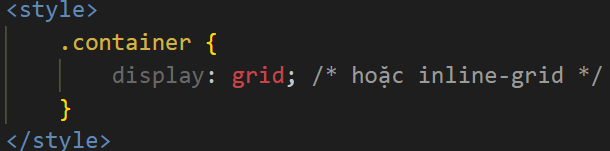 <style>
.container {
display: grid; /* hoặc inline-grid */
}
</style>